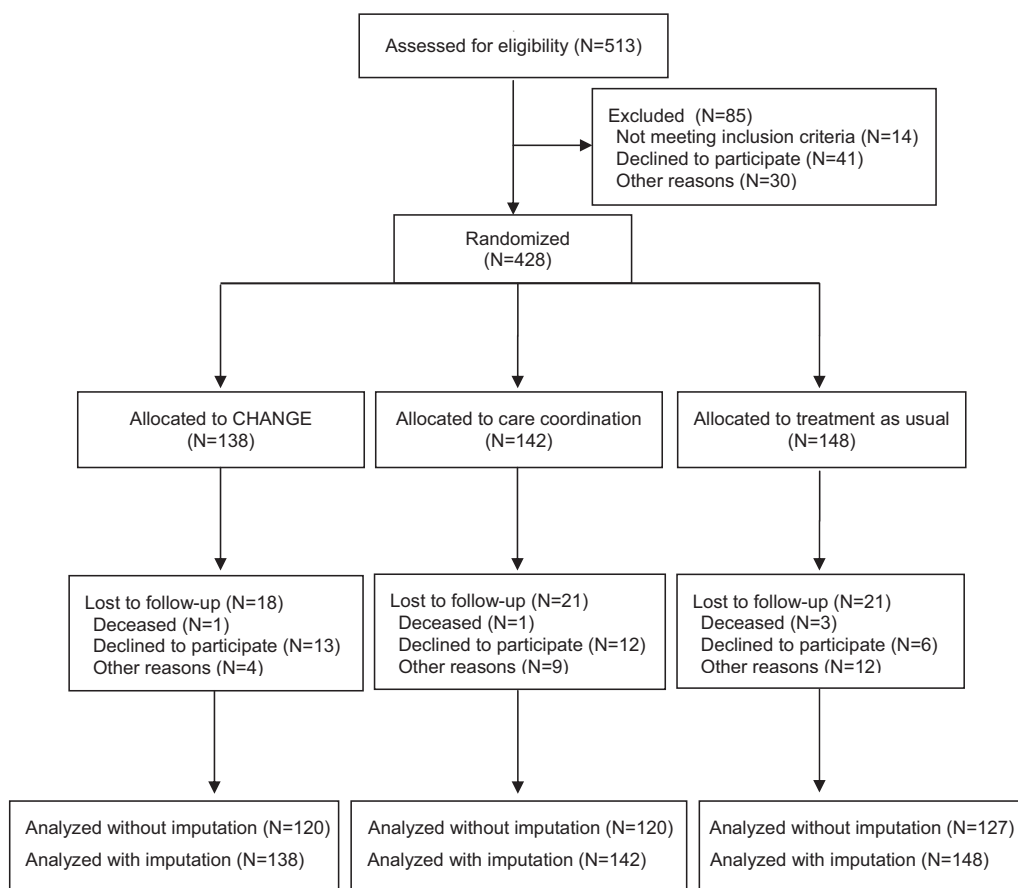 Assessed for eligibility (N=513)
Excluded (N=85)
Not meeting inclusion criteria (N=14)
Declined to participate (N=41)
Other reasons (N=30)
Randomized
(N=428)
Allocated to CHANGE
(N=138)
Allocated to care coordination
(N=142)
Allocated to treatment as usual
(N=148)
Lost to follow-up (N=18)
Deceased (N=1)
Declined to participate (N=13)
Other reasons (N=4)
Lost to follow-up (N=21)
Deceased (N=1)
Declined to participate (N=12)
Other reasons (N=9)
Lost to follow-up (N=21)
Deceased (N=3)
Declined to participate (N=6)
Other reasons (N=12)
Analyzed without imputation (N=120)
Analyzed with imputation (N=138)
Analyzed without imputation (N=120)
Analyzed with imputation (N=142)
Analyzed without imputation (N=127)
Analyzed with imputation (N=148)